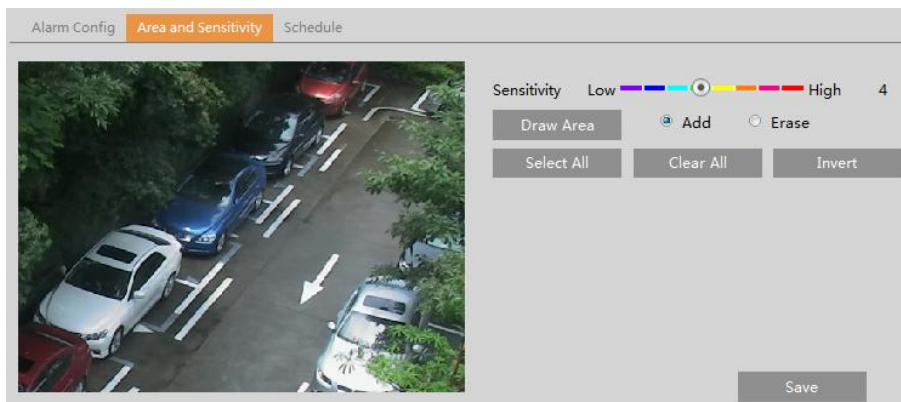 Alarm Config Area and Sensitivity Schedule
Sensitivity Low High 4
Draw Area Add Erase
Select All Clear All Invert
Save